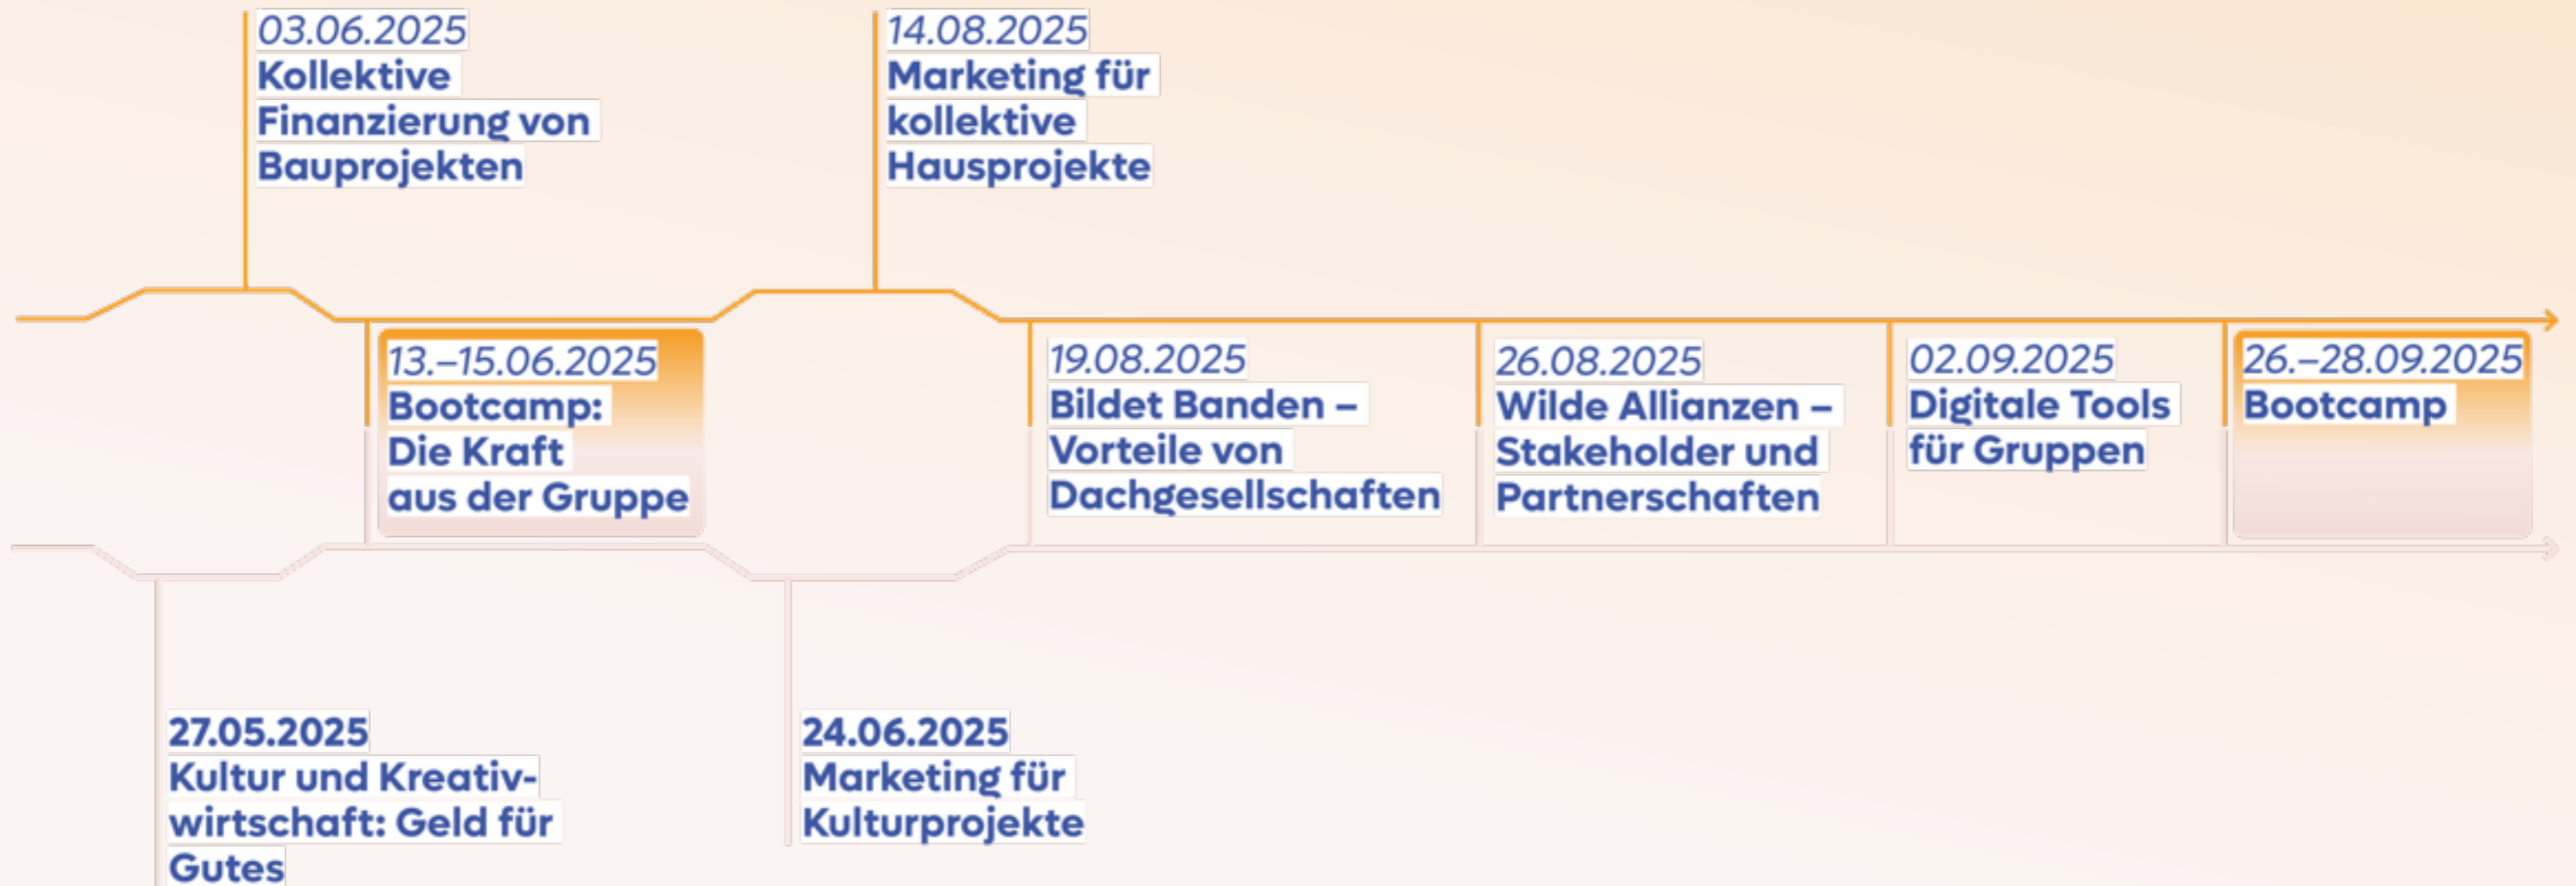 03.06.2025
Kollektive
Finanzierung von
Bauprojekten
14.08.2025
Marketing für
kollektive
Hausprojekte
13.–15.06.2025
Bootcamp:
Die Kraft
aus der Gruppe
19.08.2025
Bildet Banden –
Vorteile von
Dachgesellschaften
26.08.2025
Wilde Allianzen –
Stakeholder und
Partnerschaften
02.09.2025
Digitale Tools
für Gruppen
26.–28.09.2025
Bootcamp
27.05.2025
Kultur und Kreativ-
wirtschaft: Geld für
Gutes
24.06.2025
Marketing für
Kulturprojekte